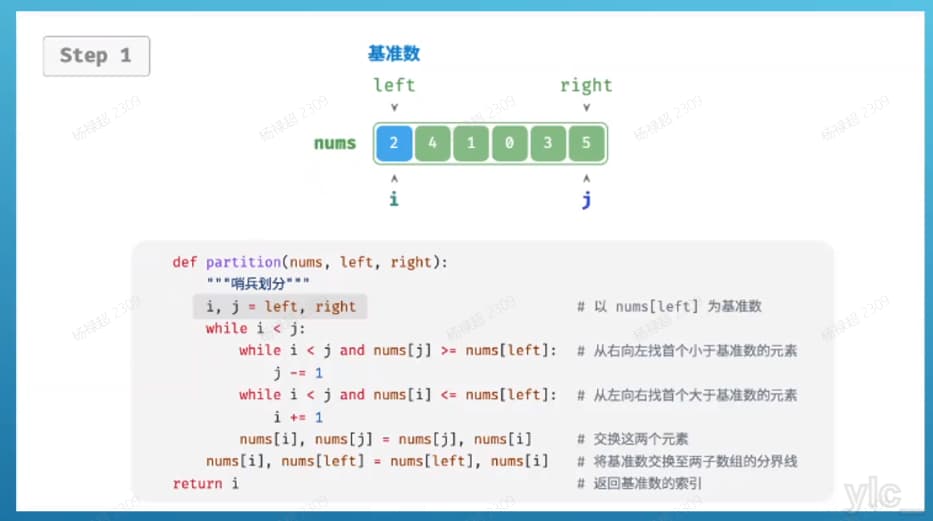 Step 1
基准数
left right
nums 2 4 1 0 3 5
i j
def partition(nums, left, right):
"""哨兵划分"""
i, j = left, right # 以 nums[left] 为基准数
while i < j:
while i < j and nums[j] >= nums[left]: # 从右向左找首个小于基准数的元素
j -= 1
while i < j and nums[i] <= nums[left]: # 从左向右找首个大于基准数的元素
i += 1
nums[i], nums[j] = nums[j], nums[i] # 交换这两个元素
nums[i], nums[left] = nums[left], nums[i] # 将基准数交换至两子数组的分界线
return i # 返回基准数的索引
ylc_
杨禄超 2309